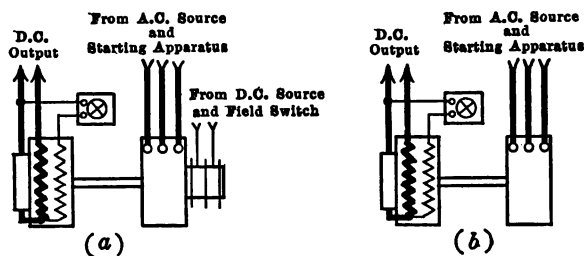 From A.C. Source
and
Starting Apparatus
D.C.
Output
From D.C. Source
and Field Switch
(a)
From A.C. Source
and
Starting Apparatus
D.C.
Output
(b)